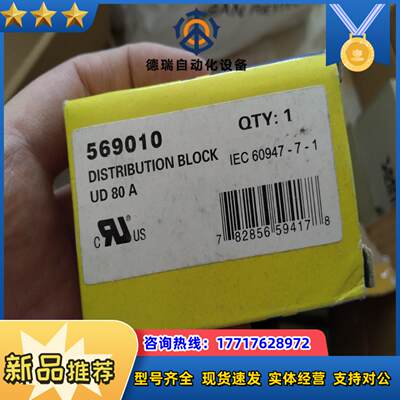 德瑞自动化设备
569010
QTY: 1
DISTRIBUTION BLOCK
IEC 60947-7-1
UD 80 A
C RU US
7 82856 59417 8
咨询热线：17717628972
新品推荐
型号齐全 现货速发 实体经营 支持对公